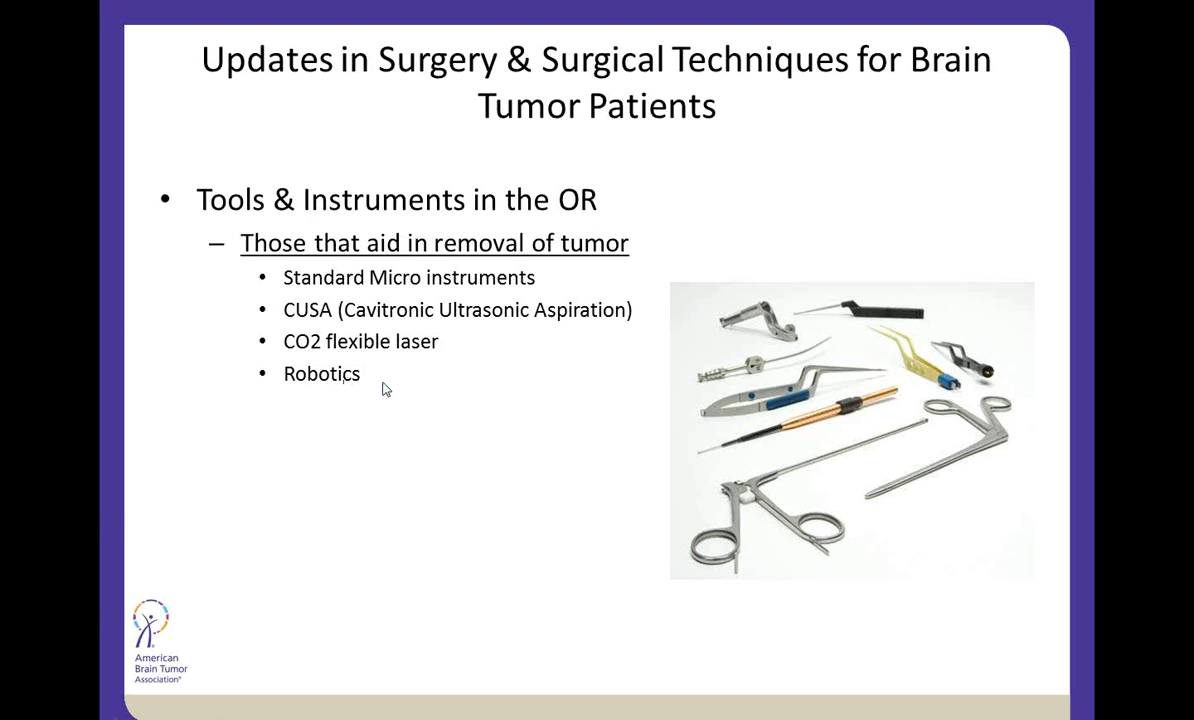 Updates in Surgery & Surgical Techniques for Brain
Tumor Patients
• Tools & Instruments in the OR
– Those that aid in removal of tumor
• Standard Micro instruments
• CUSA (Cavitronic Ultrasonic Aspiration)
• CO2 flexible laser
• Robotics
American
Brain Tumor
Association®